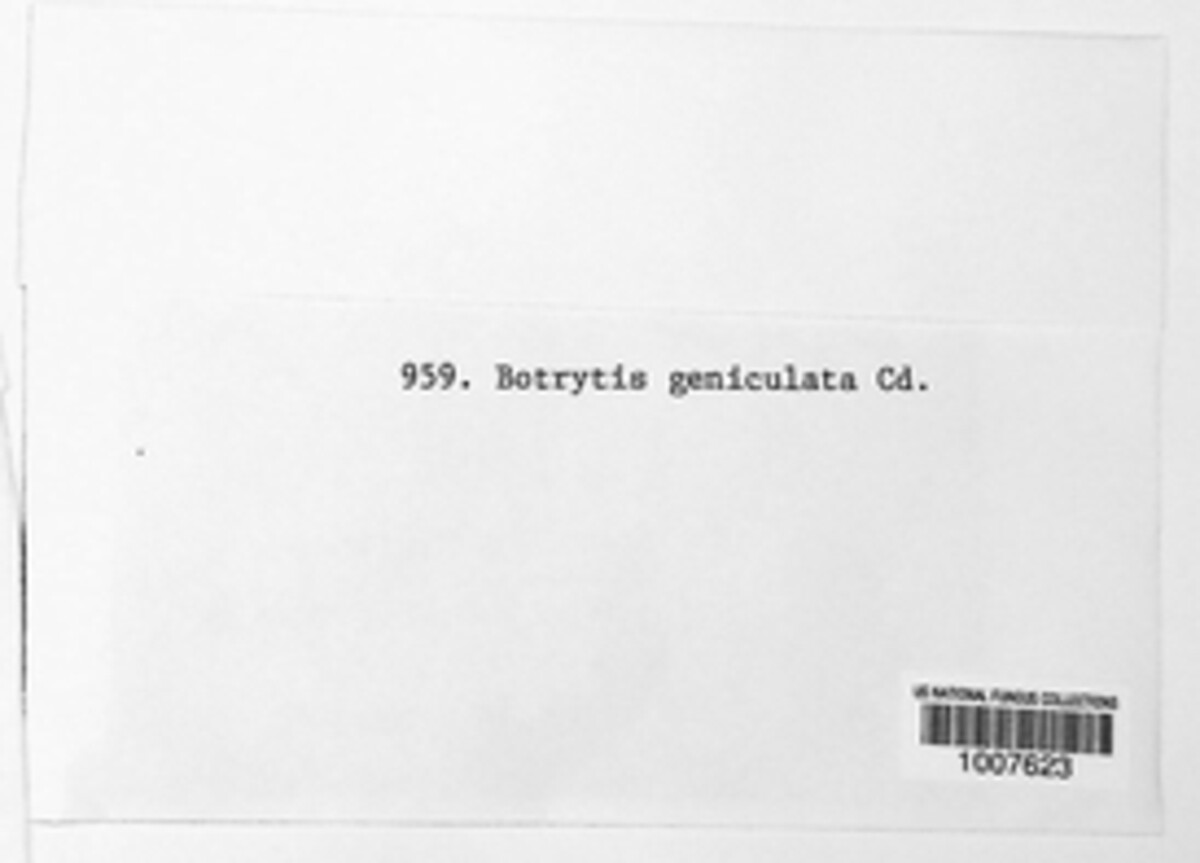 959. Botrytis geniculata Cd.
US NATIONAL FUNGUS COLLECTIONS
1007623